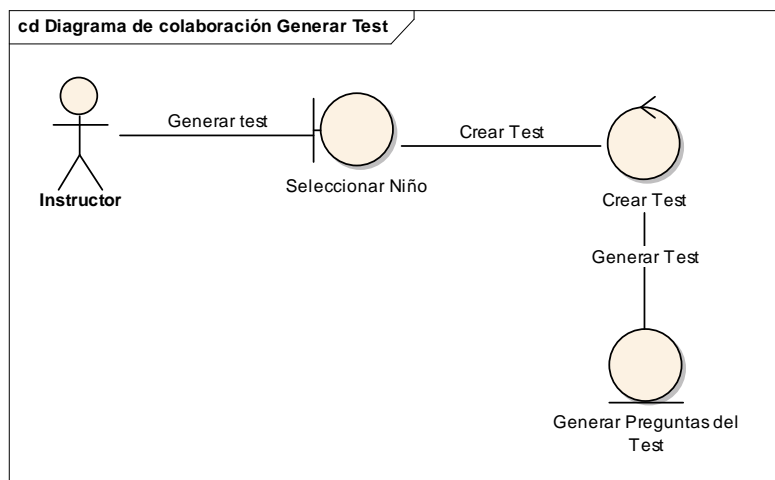 cd Diagrama de colaboración Generar Test
Generar test
Crear Test
Seleccionar Niño
Instructor
Crear Test
Generar Test
Generar Preguntas del
Test